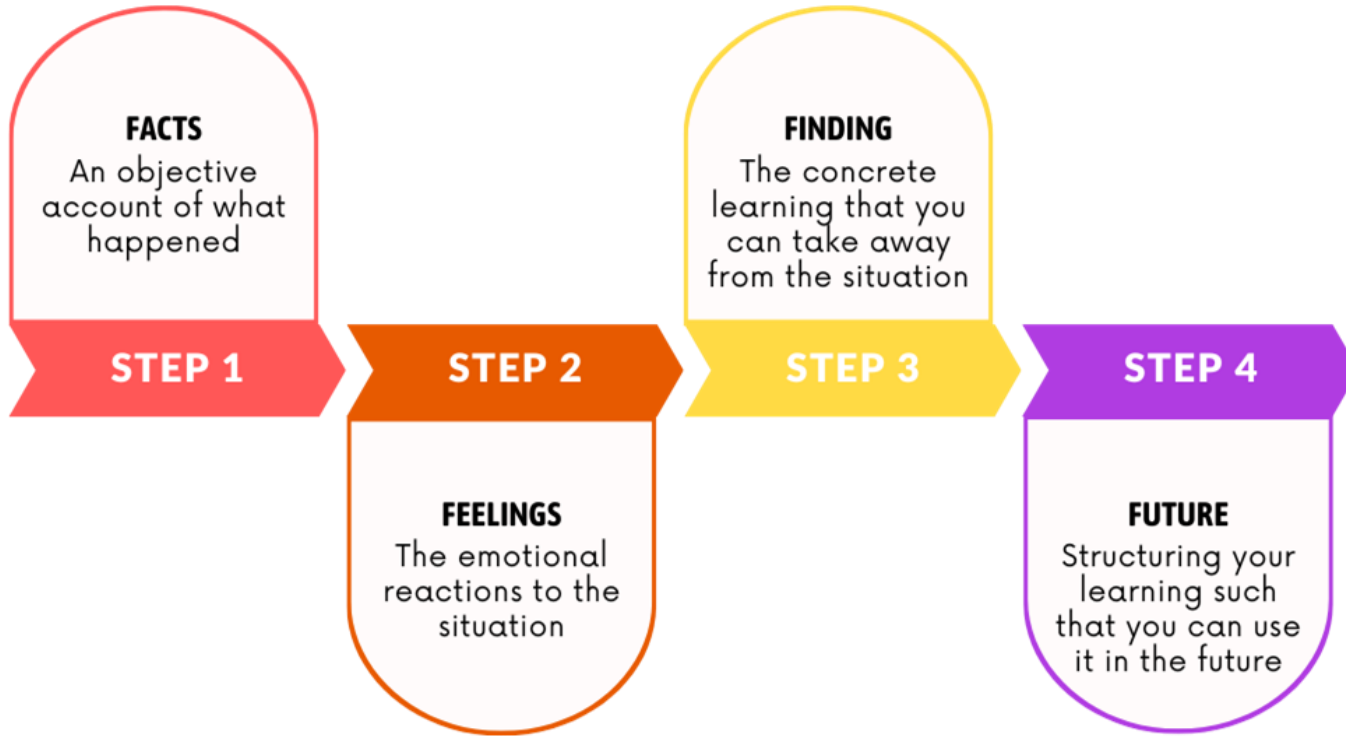 FACTS
An objective
account of what
happened
STEP 1
STEP 2
FEELINGS
The emotional
reactions to the
situation
FINDING
The concrete
learning that you
can take away
from the situation
STEP 3
STEP 4
FUTURE
Structuring your
learning such
that you can use
it in the future